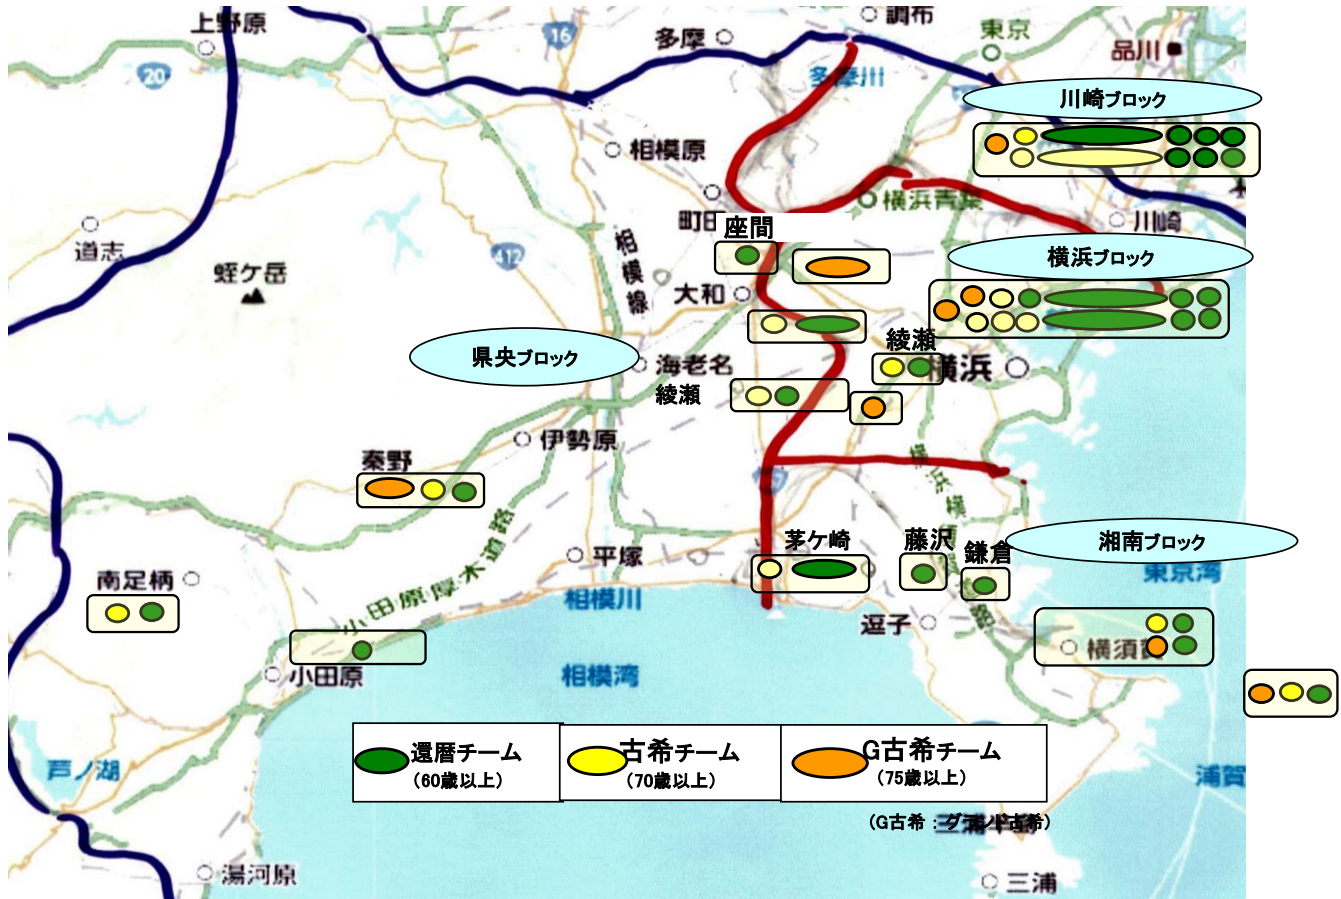 上野原
調布
16
多摩
東京
品川
20
多摩川
川崎ブロック
相模原
町田
横浜青葉
川崎
道志
座間
相模線
412
蛭ケ岳
横浜ブロック
大和
綾瀬
県央ブロック
海老名
横浜
綾瀬
伊勢原
横浜横
秦野
茅ケ崎
藤沢
鎌倉
湘南ブロック
平塚
南足柄
小田原厚木道路
相模川
東京湾
逗子
横須賀
小田原
相模湾
還暦チーム
(60歳以上)
古希チーム
(70歳以上)
G古希チーム
(75歳以上)
芦ノ湖
浦賀
(G古希:グランド古希)
湯河原
三浦